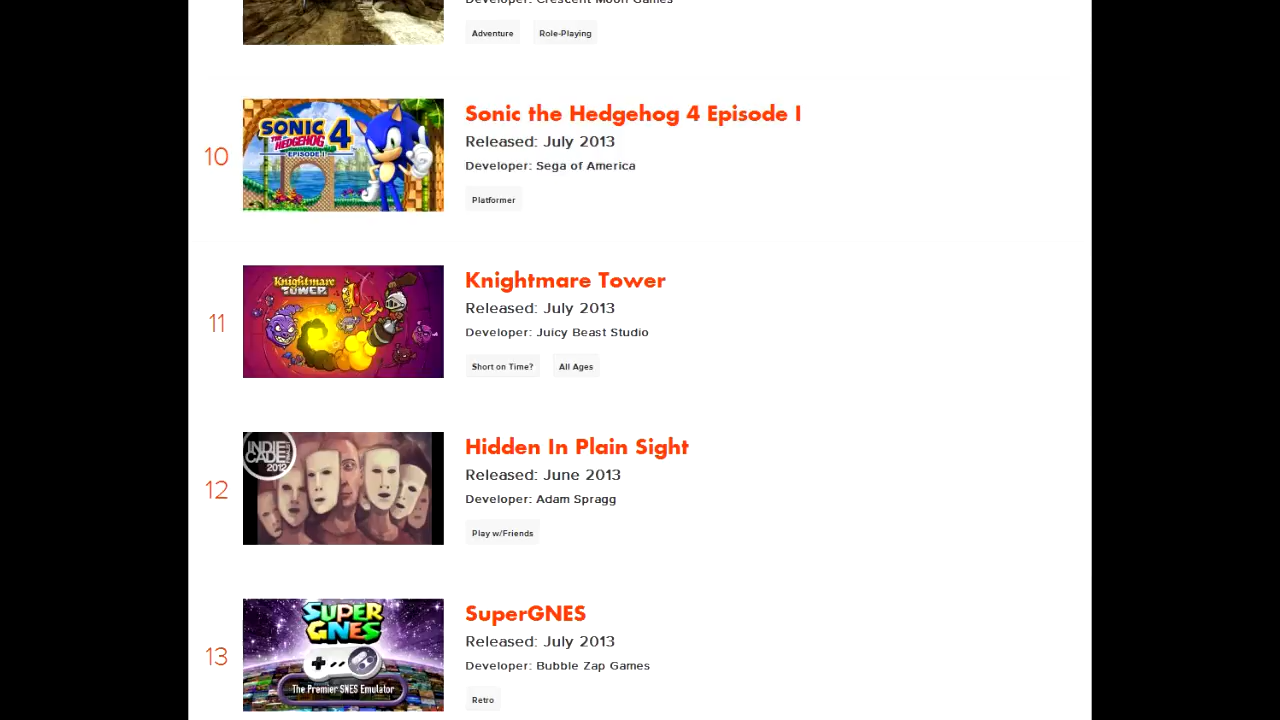 Developer: Crescent Moon Games
Adventure Role-Playing
10
SONIC
THE
HEDGEHOG
4
EPISODE I
Sonic the Hedgehog 4 Episode I
Released: July 2013
Developer: Sega of America
Platformer
11
Knightmare
TOWER
Knightmare Tower
Released: July 2013
Developer: Juicy Beast Studio
Short on Time? All Ages
12
INDIE
CADE
2012
FINALIST
Hidden In Plain Sight
Released: June 2013
Developer: Adam Spragg
Play w/Friends
13
SUPER
GNES
The Premier SNES Emulator
SuperGNES
Released: July 2013
Developer: Bubble Zap Games
Retro